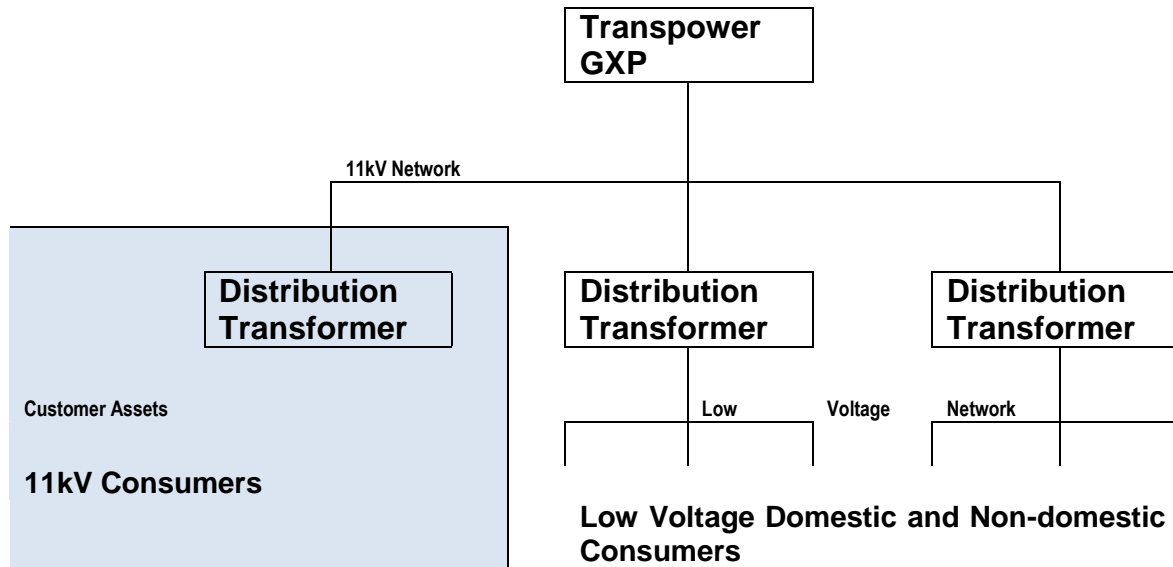 Transpower
GXP
11kV Network
Distribution
Transformer
Distribution
Transformer
Distribution
Transformer
Customer Assets
Low Voltage Network
11kV Consumers
Low Voltage Domestic and Non-domestic
Consumers